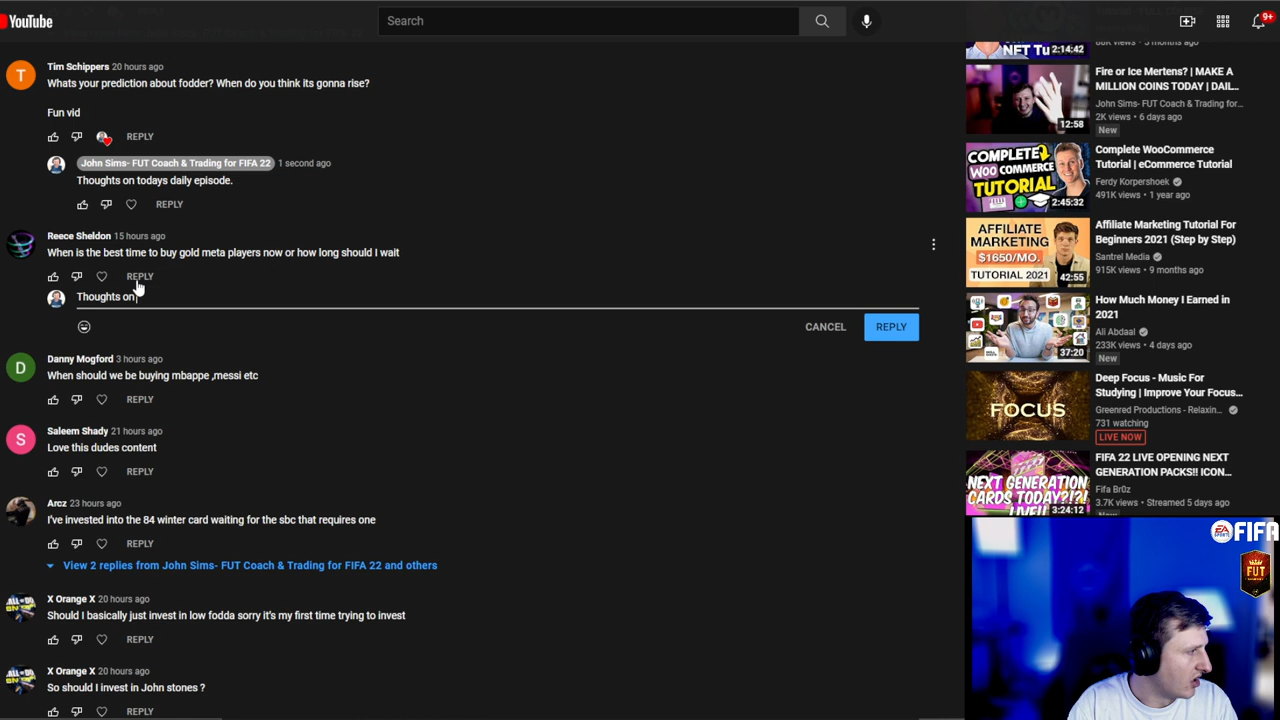 YouTube
Search
9+
Tim Schippers 20 hours ago
Whats your prediction about fodder? When do you think its gonna rise?
Fun vid
REPLY
John Sims- FUT Coach & Trading for FIFA 22 1 second ago
Thoughts on todays daily episode.
REPLY
Reece Sheldon 15 hours ago
When is the best time to buy gold meta players now or how long should I wait
REPLY
Thoughts on
CANCEL
REPLY
Danny Mogford 3 hours ago
When should we be buying mbappe ,messi etc
REPLY
Saleem Shady 21 hours ago
Love this dudes content
REPLY
Arcz 23 hours ago
I've invested into the 84 winter card waiting for the sbc that requires one
REPLY
View 2 replies from John Sims- FUT Coach & Trading for FIFA 22 and others
X Orange X 20 hours ago
Should I basically just invest in low fodda sorry it's my first time trying to invest
REPLY
X Orange X 20 hours ago
So should I invest in John stones ?
REPLY
NFT Tu
2:14:42
Fire or Ice Mertens? | MAKE A
MILLION COINS TODAY | DAIL...
John Sims- FUT Coach & Trading for...
2K views • 6 days ago
New
12:58
COMPLETE
WOO COMMERCE
TUTORIAL
2:45:32
Complete WooCommerce
Tutorial | eCommerce Tutorial
Ferdy Korpershoek
491K views • 1 year ago
AFFILIATE
MARKETING
$1650/MO.
TUTORIAL 2021
42:55
Affiliate Marketing Tutorial For
Beginners 2021 (Step by Step)
Santrel Media
915K views • 9 months ago
37:20
How Much Money I Earned in
2021
Ali Abdaal
233K views • 4 days ago
New
FOCUS
Deep Focus - Music For
Studying | Improve Your Focus...
Greenred Productions - Relaxin...
731 watching
LIVE NOW
NEXT GENERATION
CARDS TODAY?!?!
LIVE!!
3:24:12
FIFA 22 LIVE OPENING NEXT
GENERATION PACKS!! ICON...
Fifa Br0z
3.7K views • Streamed 5 days ago
EA SPORTS
FIFA
FUT